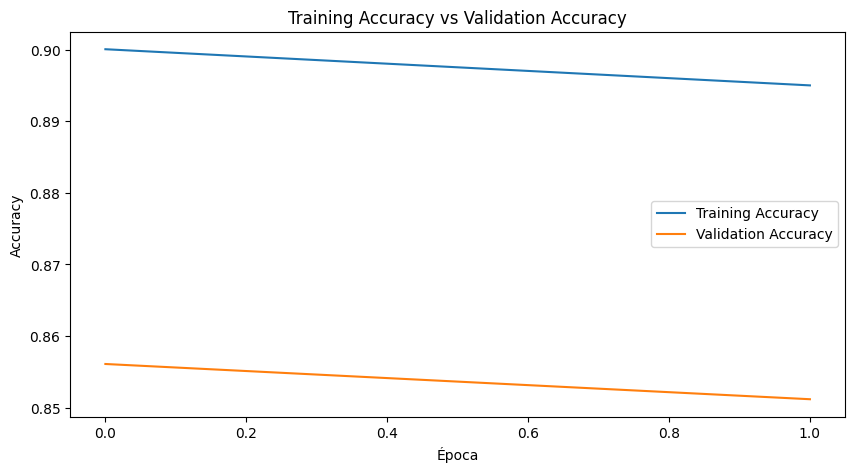 Training Accuracy vs Validation Accuracy
Accuracy
0.90
0.89
0.88
0.87
0.86
0.85
Training Accuracy
Validation Accuracy
0.0 0.2 0.4 0.6 0.8 1.0
Época